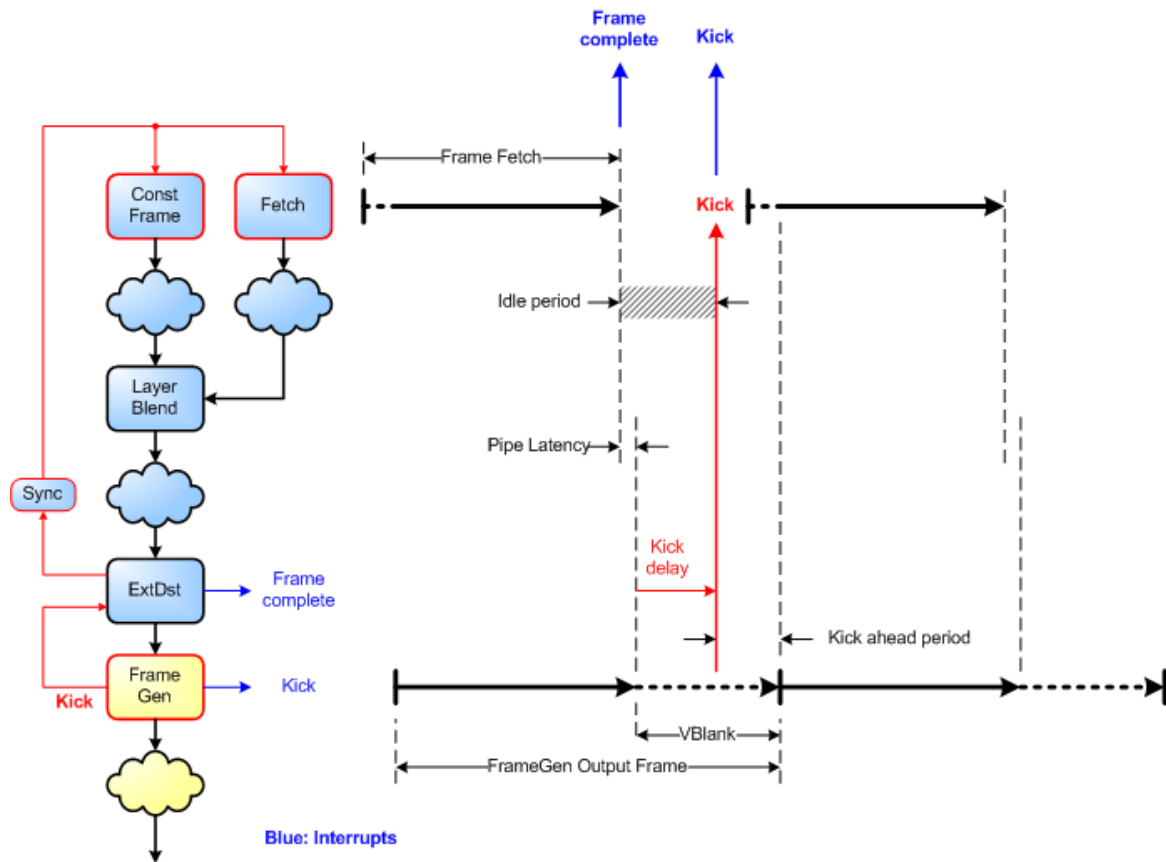 Frame
complete
Kick
Frame Fetch
Const
Frame
Fetch
Kick
Idle period
Layer
Blend
Pipe Latency
Sync
Kick
delay
ExtDst
Frame
complete
Kick ahead period
Frame
Gen
Kick
Kick
VBlank
FrameGen Output Frame
Blue: Interrupts